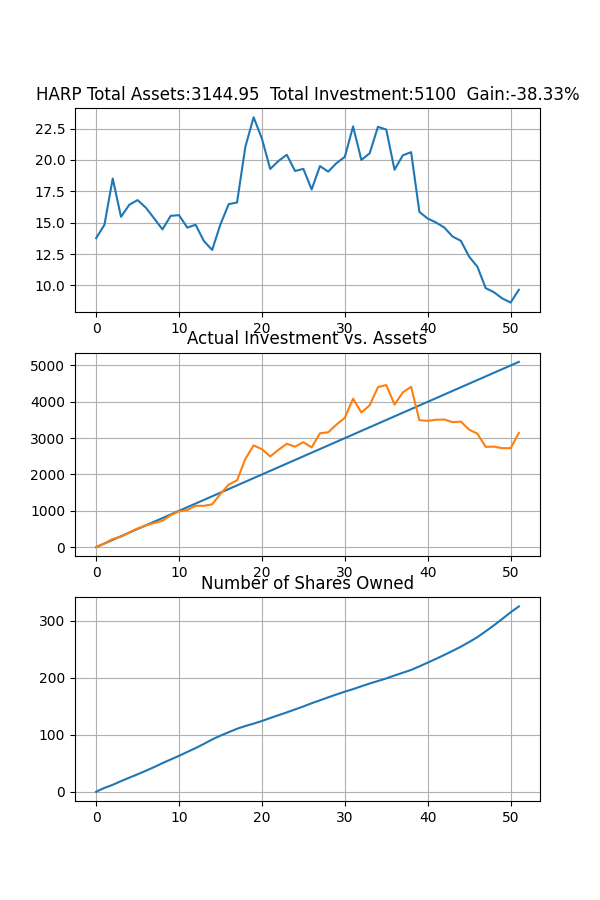 HARP Total Assets:3144.95  Total Investment:5100  Gain:-38.33%
22.5
20.0
17.5
15.0
12.5
10.0
0 10 20 30 40 50
Actual Investment vs. Assets
5000
4000
3000
2000
1000
0
0 10 20 30 40 50
Number of Shares Owned
300
200
100
0
0 10 20 30 40 50